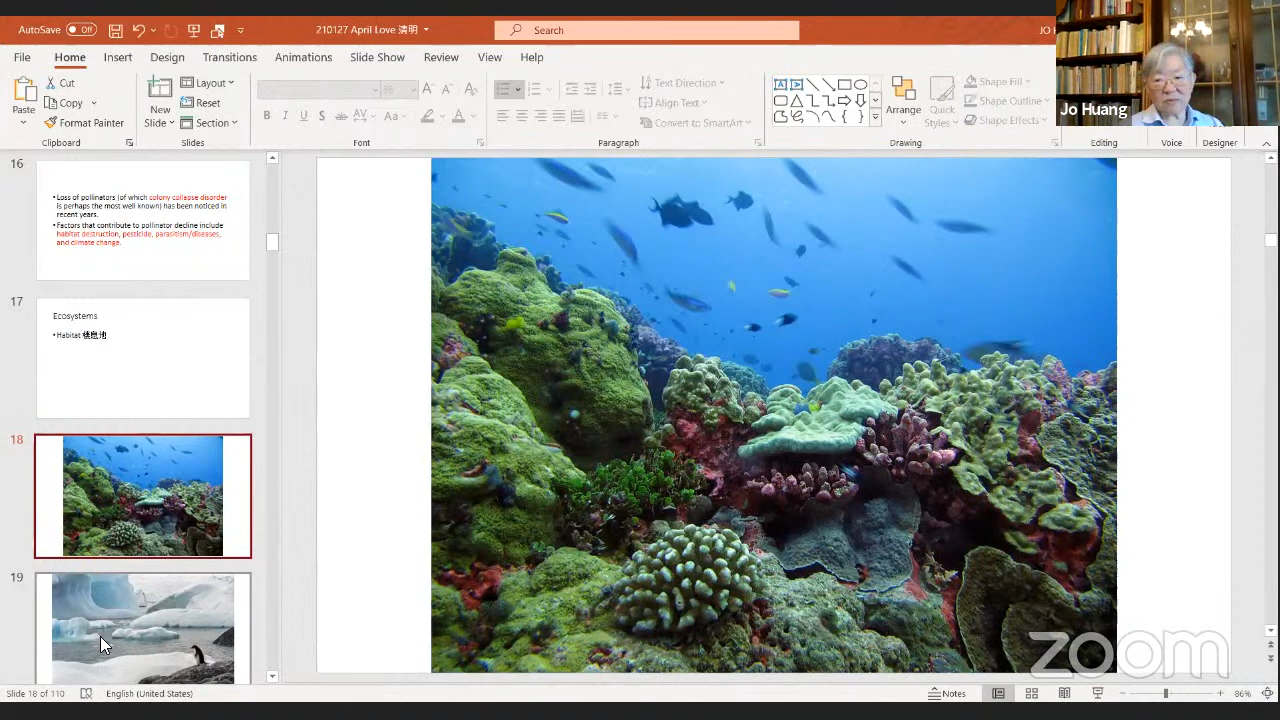 AutoSave Off
210127 April Love 清明
Search
JO H
File Home Insert Design Transitions Animations Slide Show Review View Help
Paste
Cut
Copy
Format Painter
Clipboard
New Slide
Layout
Reset
Section
Slides
Font
Text Direction
Align Text
Convert to SmartArt
Paragraph
Arrange
Quick Styles
Shape Fill
Shape Outline
Shape Effects
Drawing
Editing
Voice
Designer
Jo Huang
16
• Loss of pollinators (of which colony collapse disorder
is perhaps the most well known) has been noticed in
recent years.
• Factors that contribute to pollinator decline include
habitat destruction, pesticide, parasitism/diseases,
and climate change.
17
Ecosystems
• Habitat 棲息地
18
19
zoom
Slide 18 of 110
English (United States)
Notes
86%